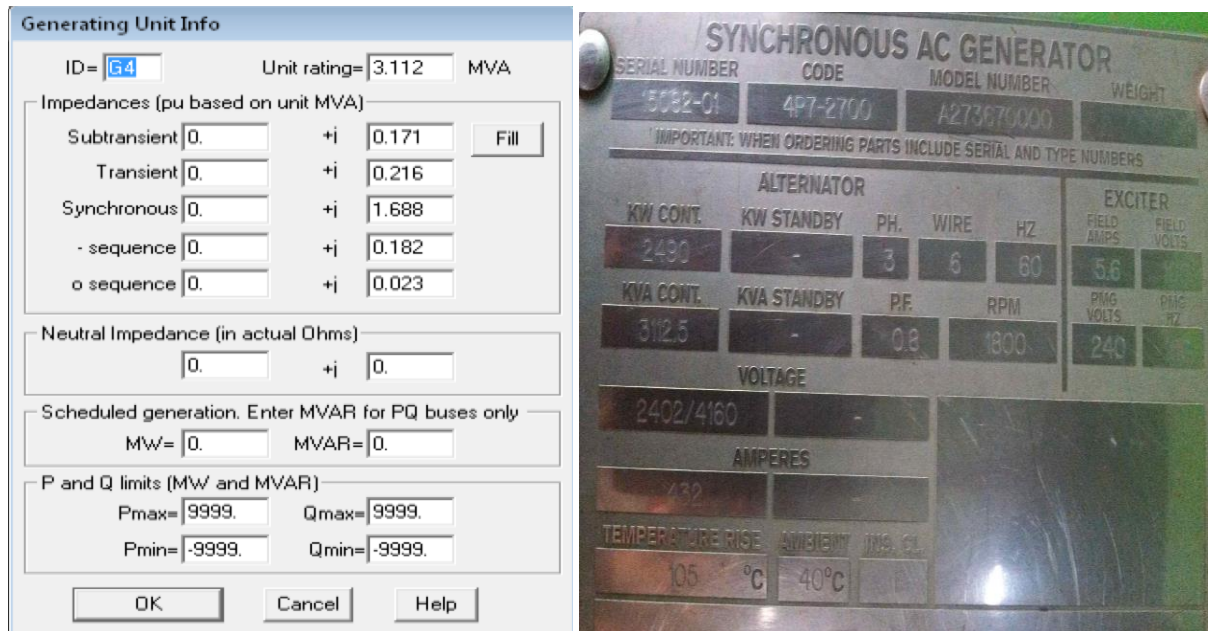 Generating Unit Info
ID= G4 Unit rating= 3.112 MVA
Impedances (pu based on unit MVA)
Subtransient 0. +j 0.171 Fill
Transient 0. +j 0.216
Synchronous 0. +j 1.688
- sequence 0. +j 0.182
o sequence 0. +j 0.023
Neutral Impedance (in actual Ohms)
0. +j 0.
Scheduled generation. Enter MVAR for PQ buses only
MW= 0. MVAR= 0.
P and Q limits (MW and MVAR)
Pmax= 9999. Qmax= 9999.
Pmin= -9999. Qmin= -9999.
OK Cancel Help
SYNCHRONOUS AC GENERATOR
SERIAL NUMBER CODE MODEL NUMBER WEIGHT
15082-01 4P7-2700 A273670000
IMPORTANT: WHEN ORDERING PARTS INCLUDE SERIAL AND TYPE NUMBERS
ALTERNATOR EXCITER
KW CONT. KW STANDBY PH. WIRE HZ FIELD AMPS FIELD VOLTS
2490 - 3 6 60 5.6
KVA CONT. KVA STANDBY P.F. RPM PMG VOLTS PMG HZ
3112.5 - 0.8 1800 240
VOLTAGE
2402/4160 -
AMPERES
432 -
TEMPERATURE RISE AMBIENT INS. CL.
105 °C 40°C